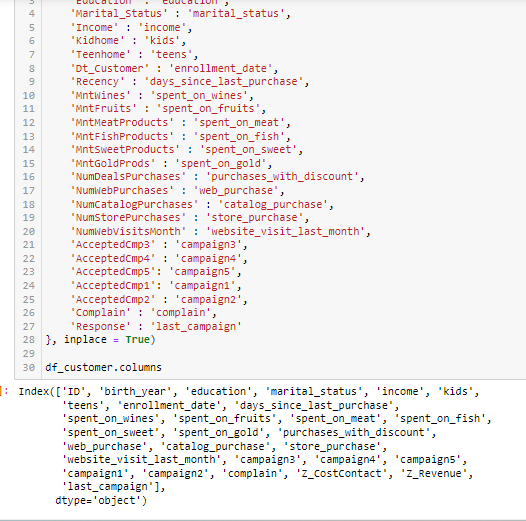 3 'Education' : 'education',
4 'Marital_Status' : 'marital_status',
5 'Income' : 'income',
6 'Kidhome' : 'kids',
7 'Teenhome' : 'teens',
8 'Dt_Customer' : 'enrollment_date',
9 'Recency' : 'days_since_last_purchase',
10 'MntWines' : 'spent_on_wines',
11 'MntFruits' : 'spent_on_fruits',
12 'MntMeatProducts' : 'spent_on_meat',
13 'MntFishProducts' : 'spent_on_fish',
14 'MntSweetProducts' : 'spent_on_sweet',
15 'MntGoldProds' : 'spent_on_gold',
16 'NumDealsPurchases' : 'purchases_with_discount',
17 'NumWebPurchases' : 'web_purchase',
18 'NumCatalogPurchases' : 'catalog_purchase',
19 'NumStorePurchases' : 'store_purchase',
20 'NumWebVisitsMonth' : 'website_visit_last_month',
21 'AcceptedCmp3' : 'campaign3',
22 'AcceptedCmp4' : 'campaign4',
23 'AcceptedCmp5': 'campaign5',
24 'AcceptedCmp1': 'campaign1',
25 'AcceptedCmp2' : 'campaign2',
26 'Complain' : 'complain',
27 'Response' : 'last_campaign'
28 }, inplace = True)
29
30 df_customer.columns
]: Index(['ID', 'birth_year', 'education', 'marital_status', 'income', 'kids',
'teens', 'enrollment_date', 'days_since_last_purchase',
'spent_on_wines', 'spent_on_fruits', 'spent_on_meat', 'spent_on_fish',
'spent_on_sweet', 'spent_on_gold', 'purchases_with_discount',
'web_purchase', 'catalog_purchase', 'store_purchase',
'website_visit_last_month', 'campaign3', 'campaign4', 'campaign5',
'campaign1', 'campaign2', 'complain', 'Z_CostContact', 'Z_Revenue',
'last_campaign'],
dtype='object')